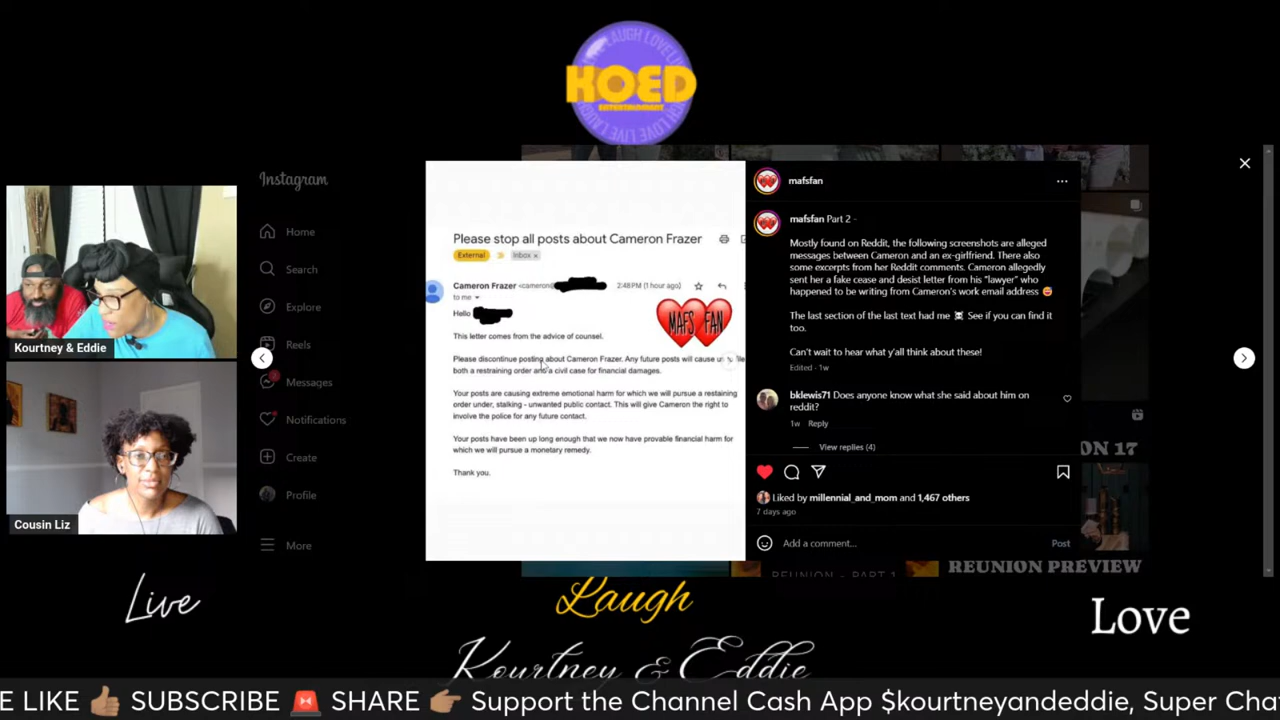 LAUGH LOVE LIVE
KOED
ENTERTAINMENT
Instagram
Home
Search
Explore
Reels
Messages
Notifications
Create
Profile
More
Kourtney & Eddie
Cousin Liz
Please stop all posts about Cameron Frazer
External
Inbox x
Cameron Frazer <cameron@
2:48PM (1 hour ago)
to me
Hello
MAFS FAN
This letter comes from the advice of counsel.
Please discontinue posting about Cameron Frazer. Any future posts will cause us
both a restraining order and a civil case for financial damages.
Your posts are causing extreme emotional harm for which we will pursue a restaining
order under, stalking - unwanted public contact. This will give Cameron the right to
involve the police for any future contact.
Your posts have been up long enough that we now have provable financial harm for
which we will pursue a monetary remedy.
Thank you.
mafsfan
mafsfan Part 2 -
Mostly found on Reddit, the following screenshots are alleged
messages between Cameron and an ex-girlfriend. There also
some excerpts from her Reddit comments. Cameron allegedly
sent her a fake cease and desist letter from his "lawyer" who
happened to be writing from Cameron's work email address 😅
The last section of the last text had me ☠️ See if you can find it
too.
Can't wait to hear what y'all think about these!
Edited · 1w
bklewis71 Does anyone know what she said about him on
reddit?
1w Reply
View replies (4)
Liked by millennial_and_mom and 1,467 others
7 days ago
Add a comment...
Post
ON 17
REUNION - PART 1
REUNION PREVIEW
Live
Laugh
Love
Kourtney & Eddie
E LIKE 👍🏽 SUBSCRIBE 🚨 SHARE 👉🏽 Support the Channel Cash App $kourtneyandeddie, Super Cha